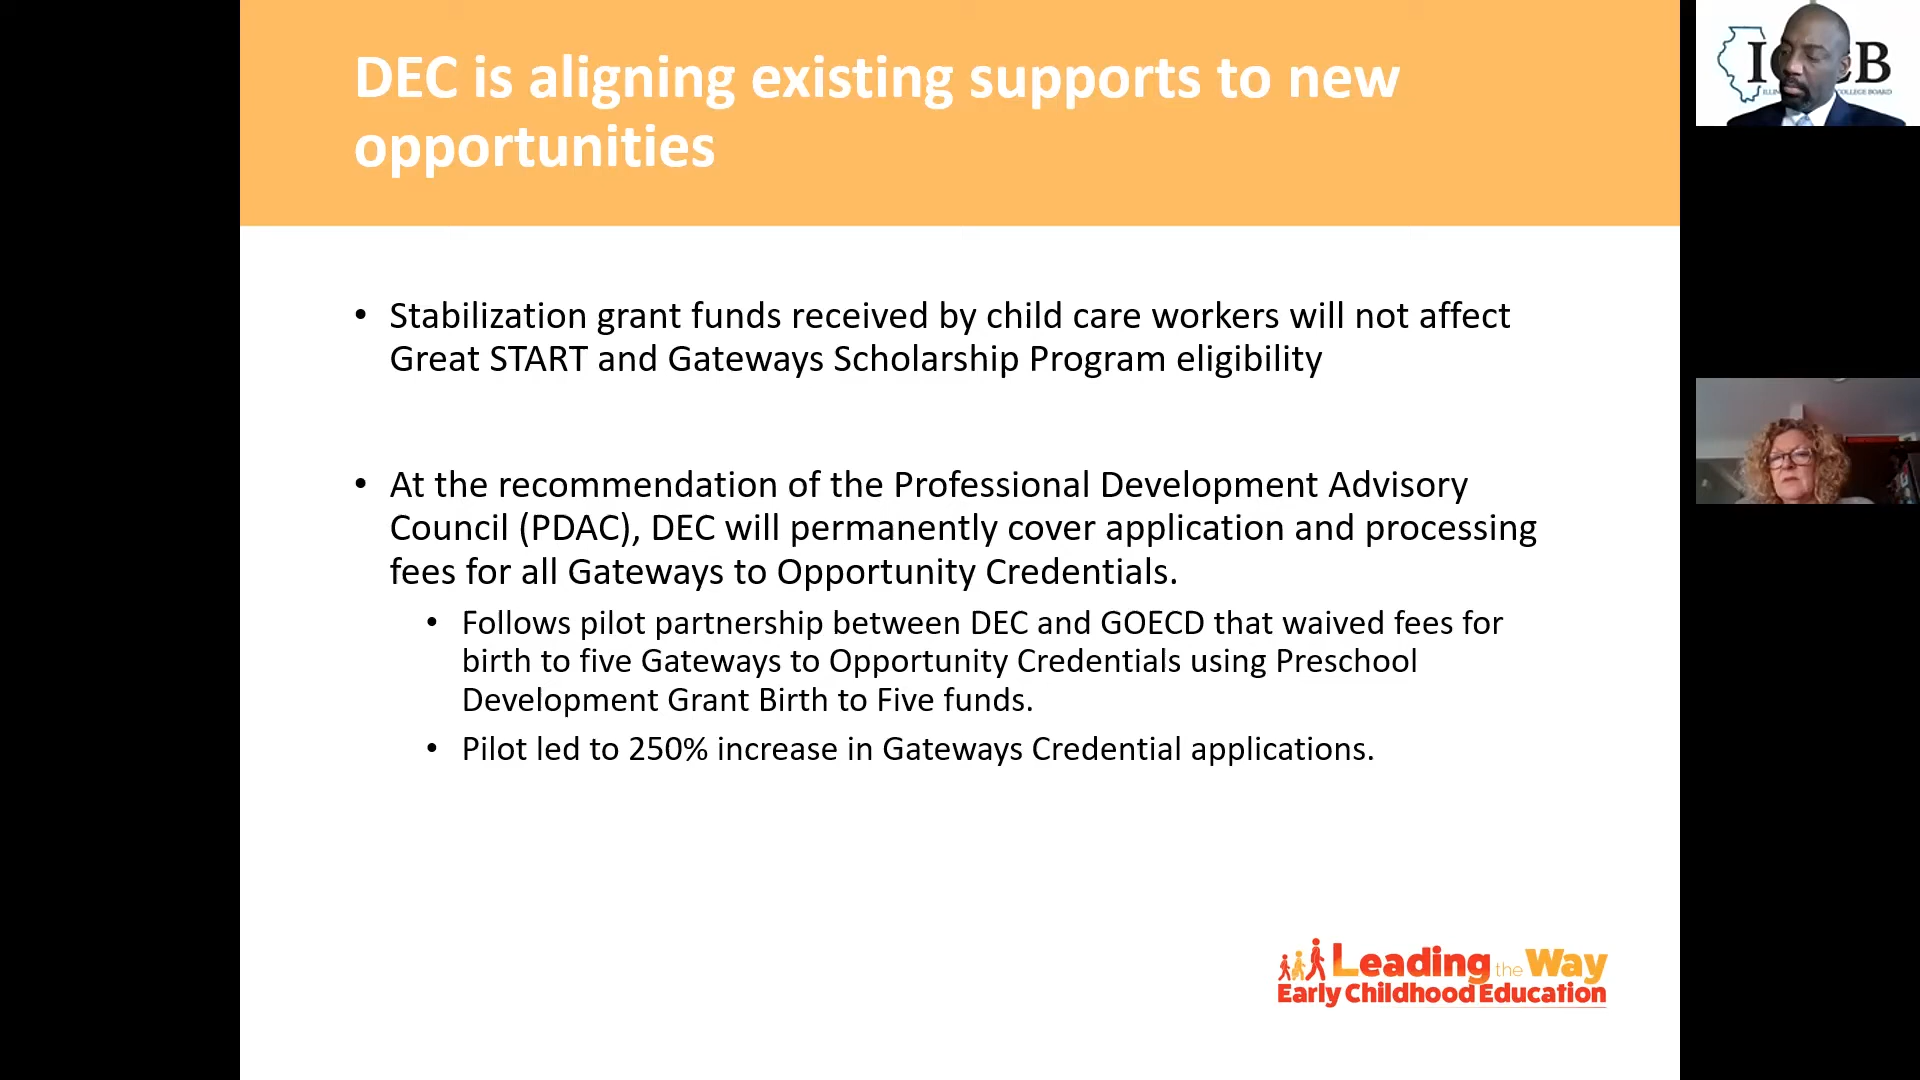 DEC is aligning existing supports to new
opportunities
• Stabilization grant funds received by child care workers will not affect
Great START and Gateways Scholarship Program eligibility
• At the recommendation of the Professional Development Advisory
Council (PDAC), DEC will permanently cover application and processing
fees for all Gateways to Opportunity Credentials.
• Follows pilot partnership between DEC and GOECD that waived fees for
birth to five Gateways to Opportunity Credentials using Preschool
Development Grant Birth to Five funds.
• Pilot led to 250% increase in Gateways Credential applications.
Leading the Way
Early Childhood Education
COLLEGE BOARD